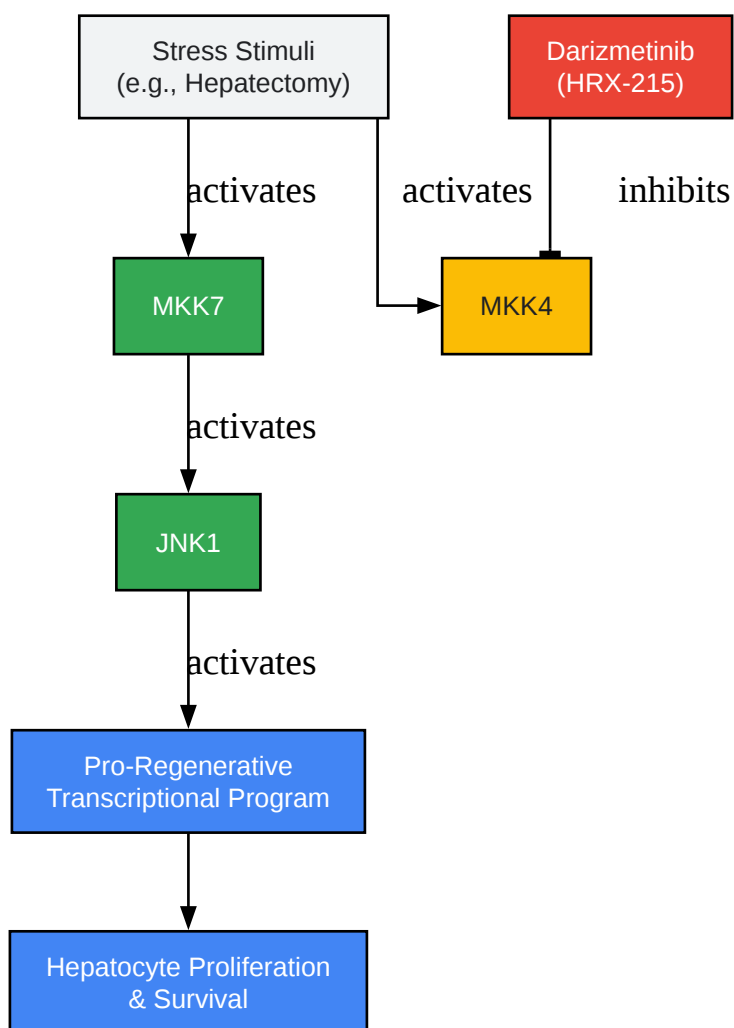 Stress Stimuli
(e.g., Hepatectomy)
Darizmetinib
(HRX-215)
activates
activates
inhibits
MKK7
MKK4
activates
JNK1
activates
Pro-Regenerative
Transcriptional Program
Hepatocyte Proliferation
& Survival